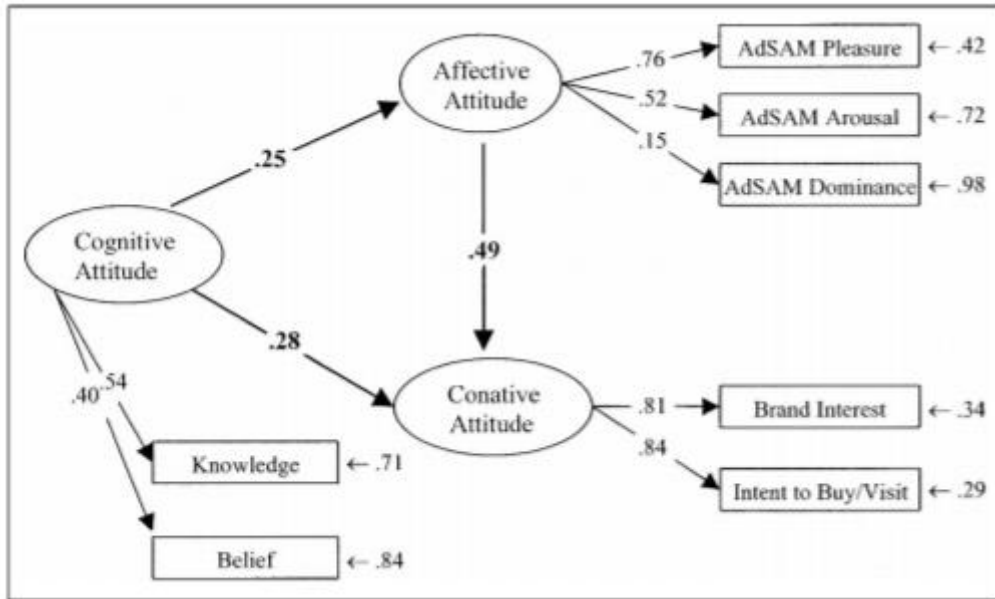 Affective
Attitude
.76
AdSAM Pleasure
← .42
.52
AdSAM Arousal
← .72
.15
AdSAM Dominance
← .98
.25
Cognitive
Attitude
.49
.28
Conative
Attitude
.81
Brand Interest
← .34
.84
Intent to Buy/Visit
← .29
.40
.54
Knowledge
← .71
Belief
← .84